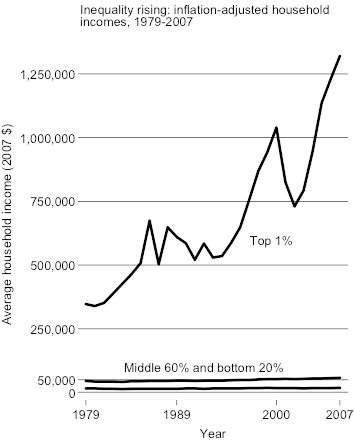 Inequality rising: inflation-adjusted household
incomes, 1979-2007
1,250,000
1,000,000
750,000
500,000
250,000
50,000
0
Average household income (2007 $)
Top 1%
Middle 60% and bottom 20%
1979
1989
2000
2007
Year